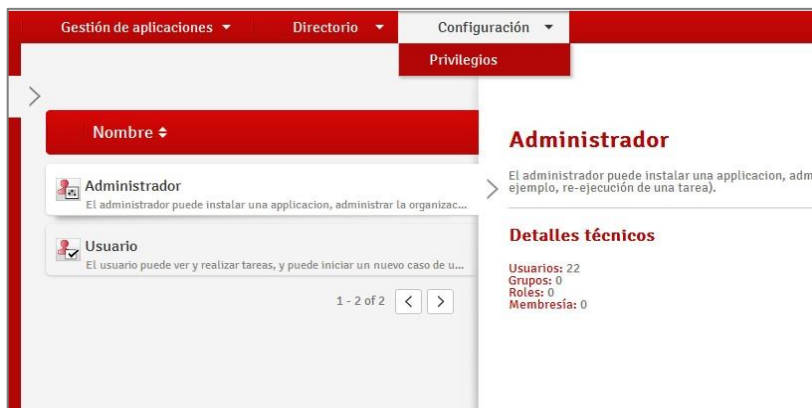 Gestión de aplicaciones
Directorio
Configuración
Privilegios
Nombre
Administrador
El administrador puede instalar una applicacion, administrar la organizac...
Usuario
El usuario puede ver y realizar tareas, y puede iniciar un nuevo caso de u...
1 - 2 of 2
Administrador
El administrador puede instalar una applicacion, adm
ejemplo, re-ejecución de una tarea).
Detalles técnicos
Usuarios: 22
Grupos: 0
Roles: 0
Membresía: 0